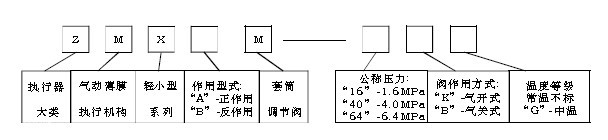 Z M X M
执行器
大类
气动薄膜
执行机构
轻小型
系列
作用型式:
“A”-正作用
“B”-反作用
套筒
调节阀
公称压力:
“16”-1.6MPa
“40”-4.0MPa
“64”-6.4MPa
阀作用方式:
“K”-气开式
“B”-气关式
温度等级
常温不标
“G”-中温